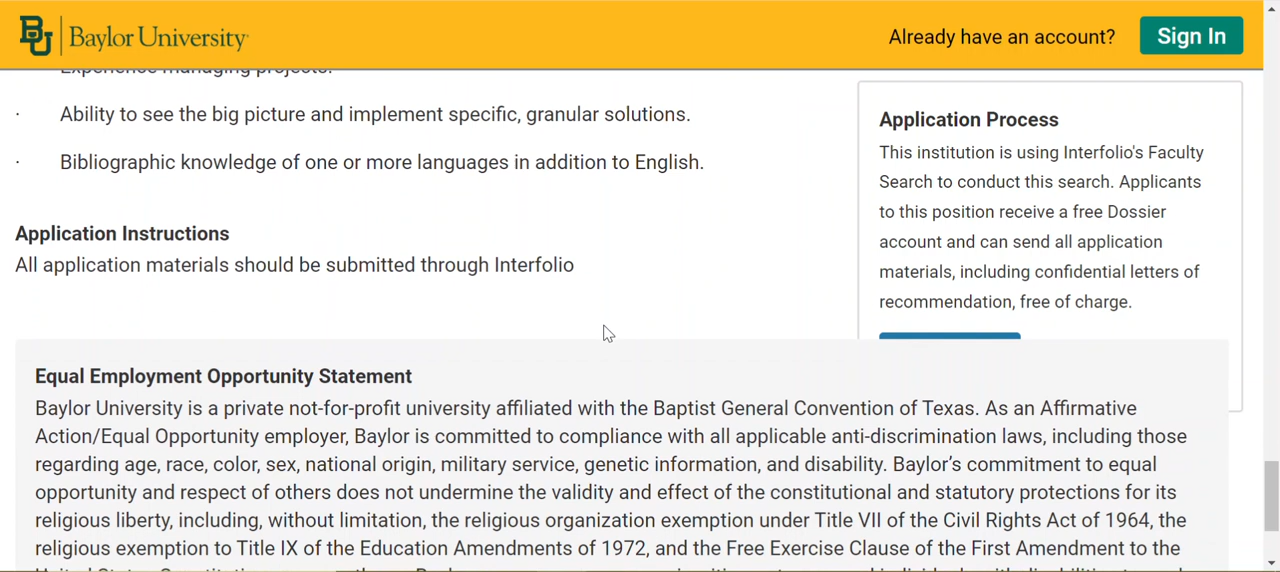 BU Baylor University
Already have an account? Sign In
Experience managing projects.
· Ability to see the big picture and implement specific, granular solutions.
· Bibliographic knowledge of one or more languages in addition to English.
Application Instructions
All application materials should be submitted through Interfolio
Application Process
This institution is using Interfolio's Faculty
Search to conduct this search. Applicants
to this position receive a free Dossier
account and can send all application
materials, including confidential letters of
recommendation, free of charge.
Equal Employment Opportunity Statement
Baylor University is a private not-for-profit university affiliated with the Baptist General Convention of Texas. As an Affirmative
Action/Equal Opportunity employer, Baylor is committed to compliance with all applicable anti-discrimination laws, including those
regarding age, race, color, sex, national origin, military service, genetic information, and disability. Baylor’s commitment to equal
opportunity and respect of others does not undermine the validity and effect of the constitutional and statutory protections for its
religious liberty, including, without limitation, the religious organization exemption under Title VII of the Civil Rights Act of 1964, the
religious exemption to Title IX of the Education Amendments of 1972, and the Free Exercise Clause of the First Amendment to the